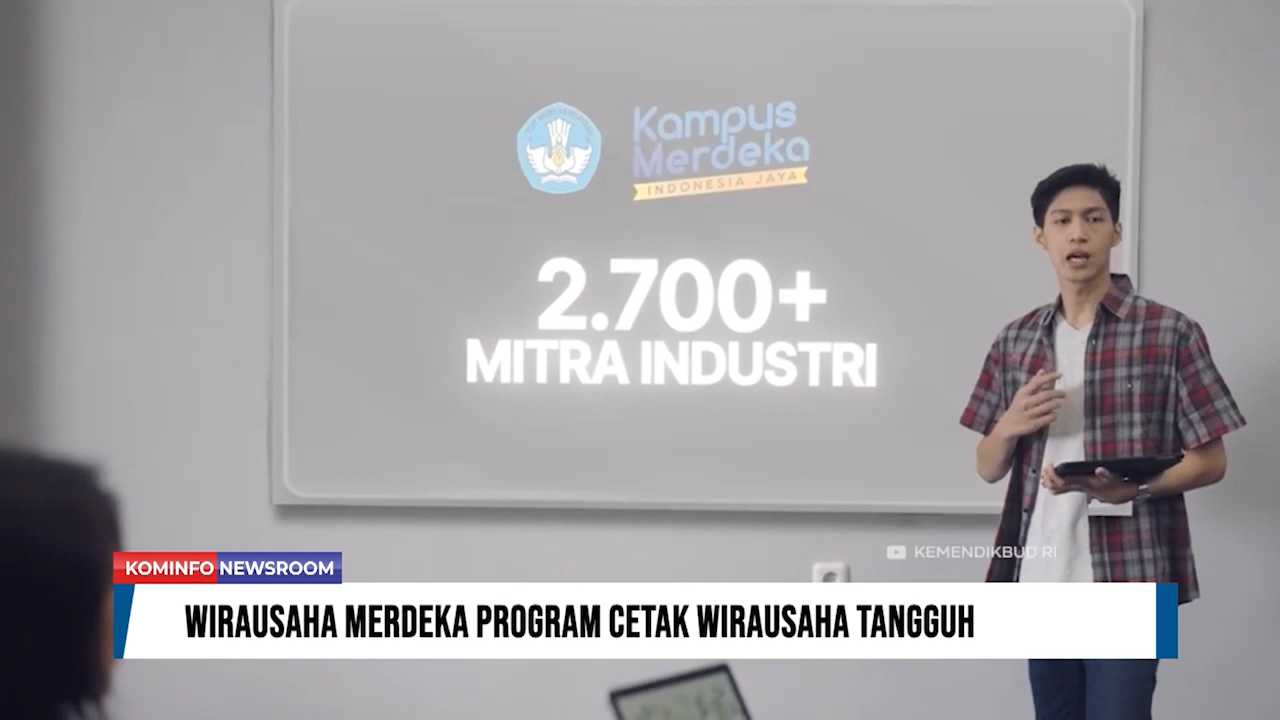 Kampus
Merdeka
INDONESIA JAYA
2.700+
MITRA INDUSTRI
KEMENDIKBUD RI
KOMINFO NEWSROOM
WIRAUSAHA MERDEKA PROGRAM CETAK WIRAUSAHA TANGGUH